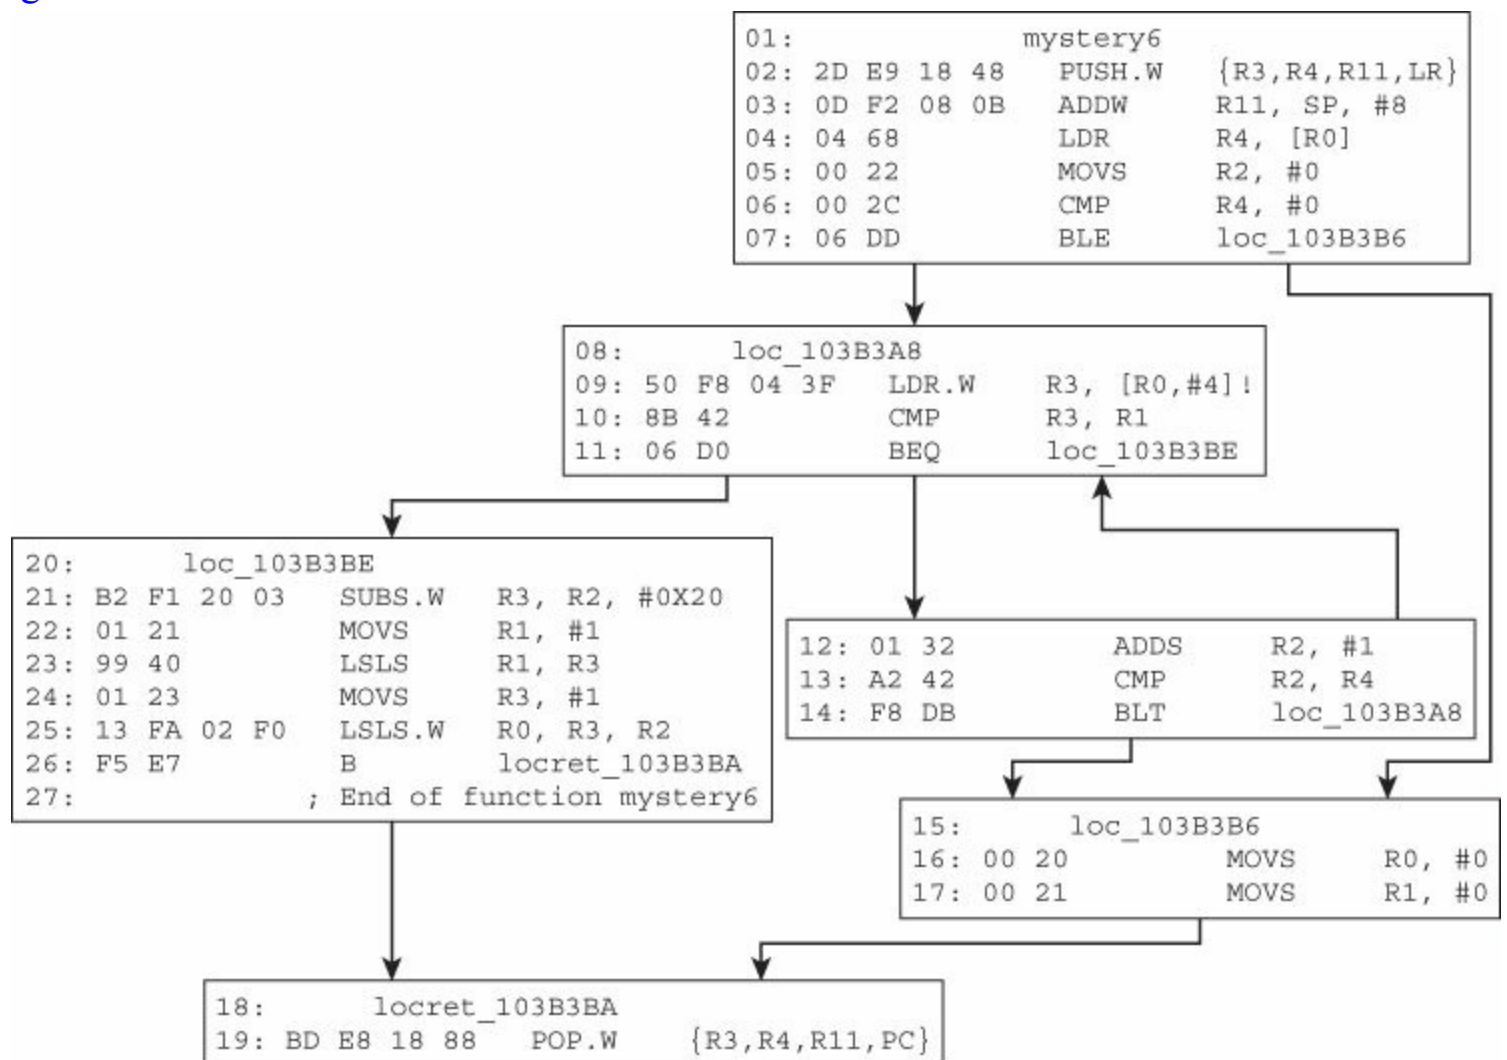 01: mystery6
02: 2D E9 18 48 PUSH.W {R3,R4,R11,LR}
03: 0D F2 08 0B ADDW R11, SP, #8
04: 04 68 LDR R4, [R0]
05: 00 22 MOVS R2, #0
06: 00 2C CMP R4, #0
07: 06 DD BLE loc_103B3B6
08: loc_103B3A8
09: 50 F8 04 3F LDR.W R3, [R0,#4]!
10: 8B 42 CMP R3, R1
11: 06 D0 BEQ loc_103B3BE
20: loc_103B3BE
21: B2 F1 20 03 SUBS.W R3, R2, #0X20
22: 01 21 MOVS R1, #1
23: 99 40 LSLS R1, R3
24: 01 23 MOVS R3, #1
25: 13 FA 02 F0 LSLS.W R0, R3, R2
26: F5 E7 B locret_103B3BA
27: ; End of function mystery6
12: 01 32 ADDS R2, #1
13: A2 42 CMP R2, R4
14: F8 DB BLT loc_103B3A8
15: loc_103B3B6
16: 00 20 MOVS R0, #0
17: 00 21 MOVS R1, #0
18: locret_103B3BA
19: BD E8 18 88 POP.W {R3,R4,R11,PC}